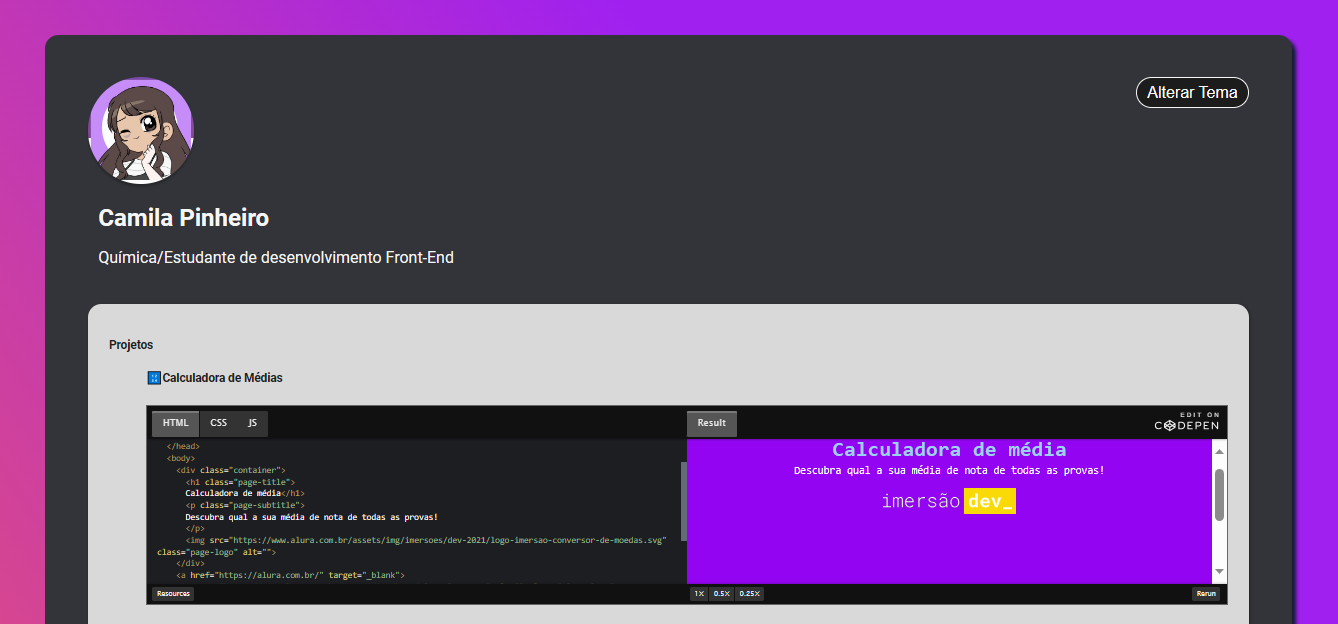 Alterar Tema
Camila Pinheiro
Química/Estudante de desenvolvimento Front-End
Projetos
Calculadora de Médias
HTML CSS JS
Result
EDIT ON
CODEPEN
</head>
<body>
<div class="container">
<h1 class="page-title">
Calculadora de média</h1>
<p class="page-subtitle">
Descubra qual a sua média de nota de todas as provas!
</p>
<img src="https://www.alura.com.br/assets/img/imersoes/dev-2021/logo-imersao-conversor-de-moedas.svg"
class="page-logo" alt="">
</div>
<a href="https://alura.com.br/" target="_blank">
Calculadora de média
Descubra qual a sua média de nota de todas as provas!
imersão dev_
Resources
1X 0.5X 0.25X
Rerun